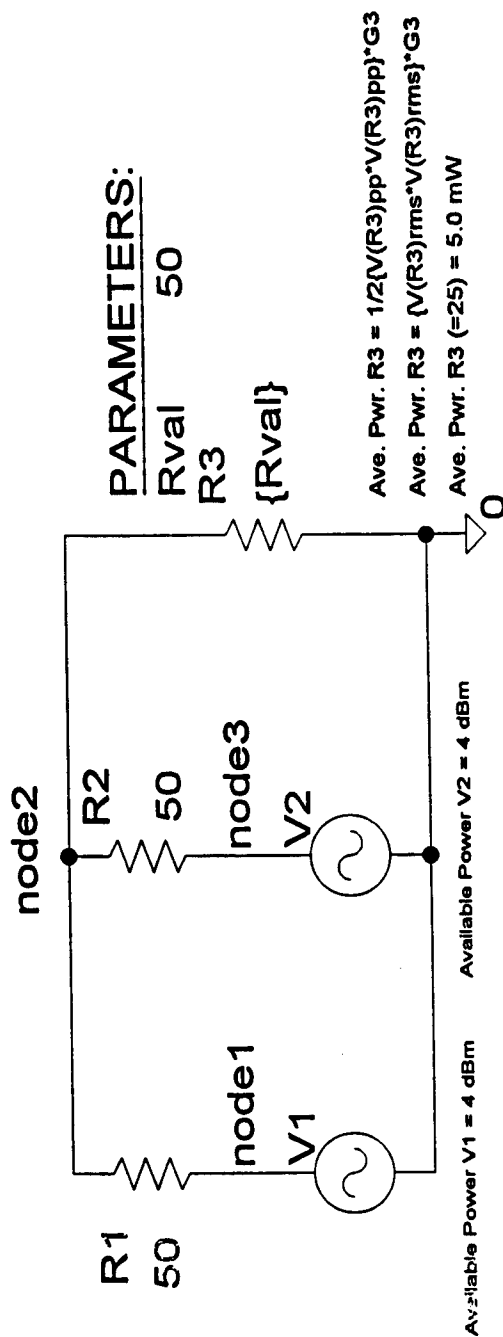 node2
PARAMETERS:
Rval 50
R1
50
R2
50
R3
{Rval}
node1
node3
V1
V2
0
Available Power V1 = 4 dBm
Available Power V2 = 4 dBm
Ave. Pwr. R3 = 1/2{V(R3)pp*V(R3)pp}*G3
Ave. Pwr. R3 = {V(R3)rms*V(R3)rms}*G3
Ave. Pwr. R3 (=25) = 5.0 mW